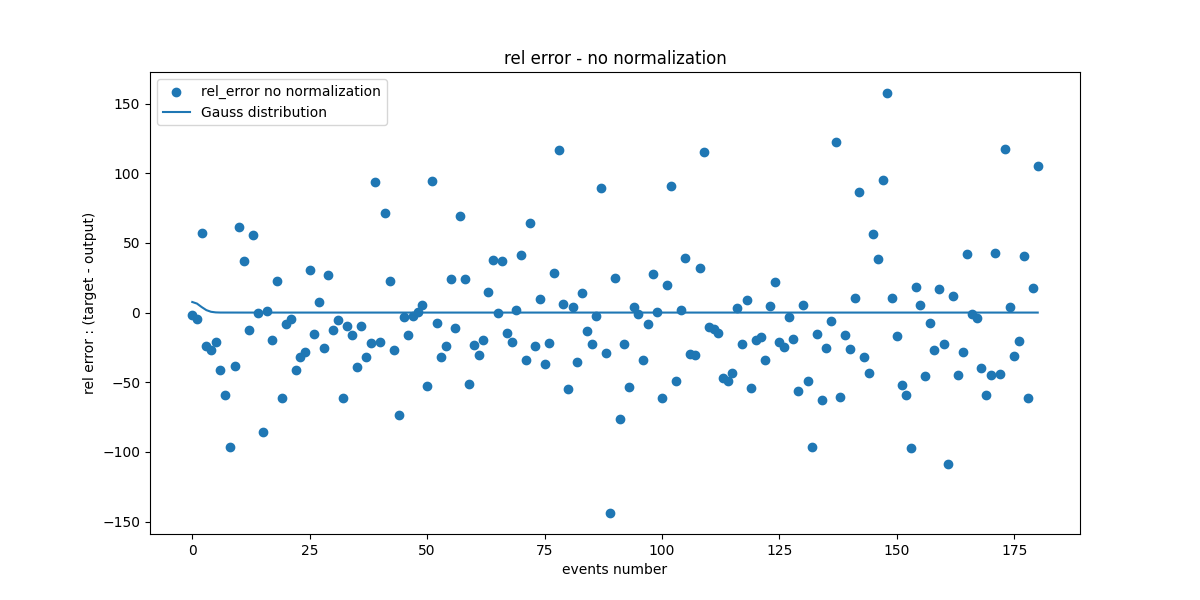 rel error - no normalization
rel_error no normalization
Gauss distribution
rel error : (target - output)
150
100
50
0
−50
−100
−150
0 25 50 75 100 125 150 175
events number